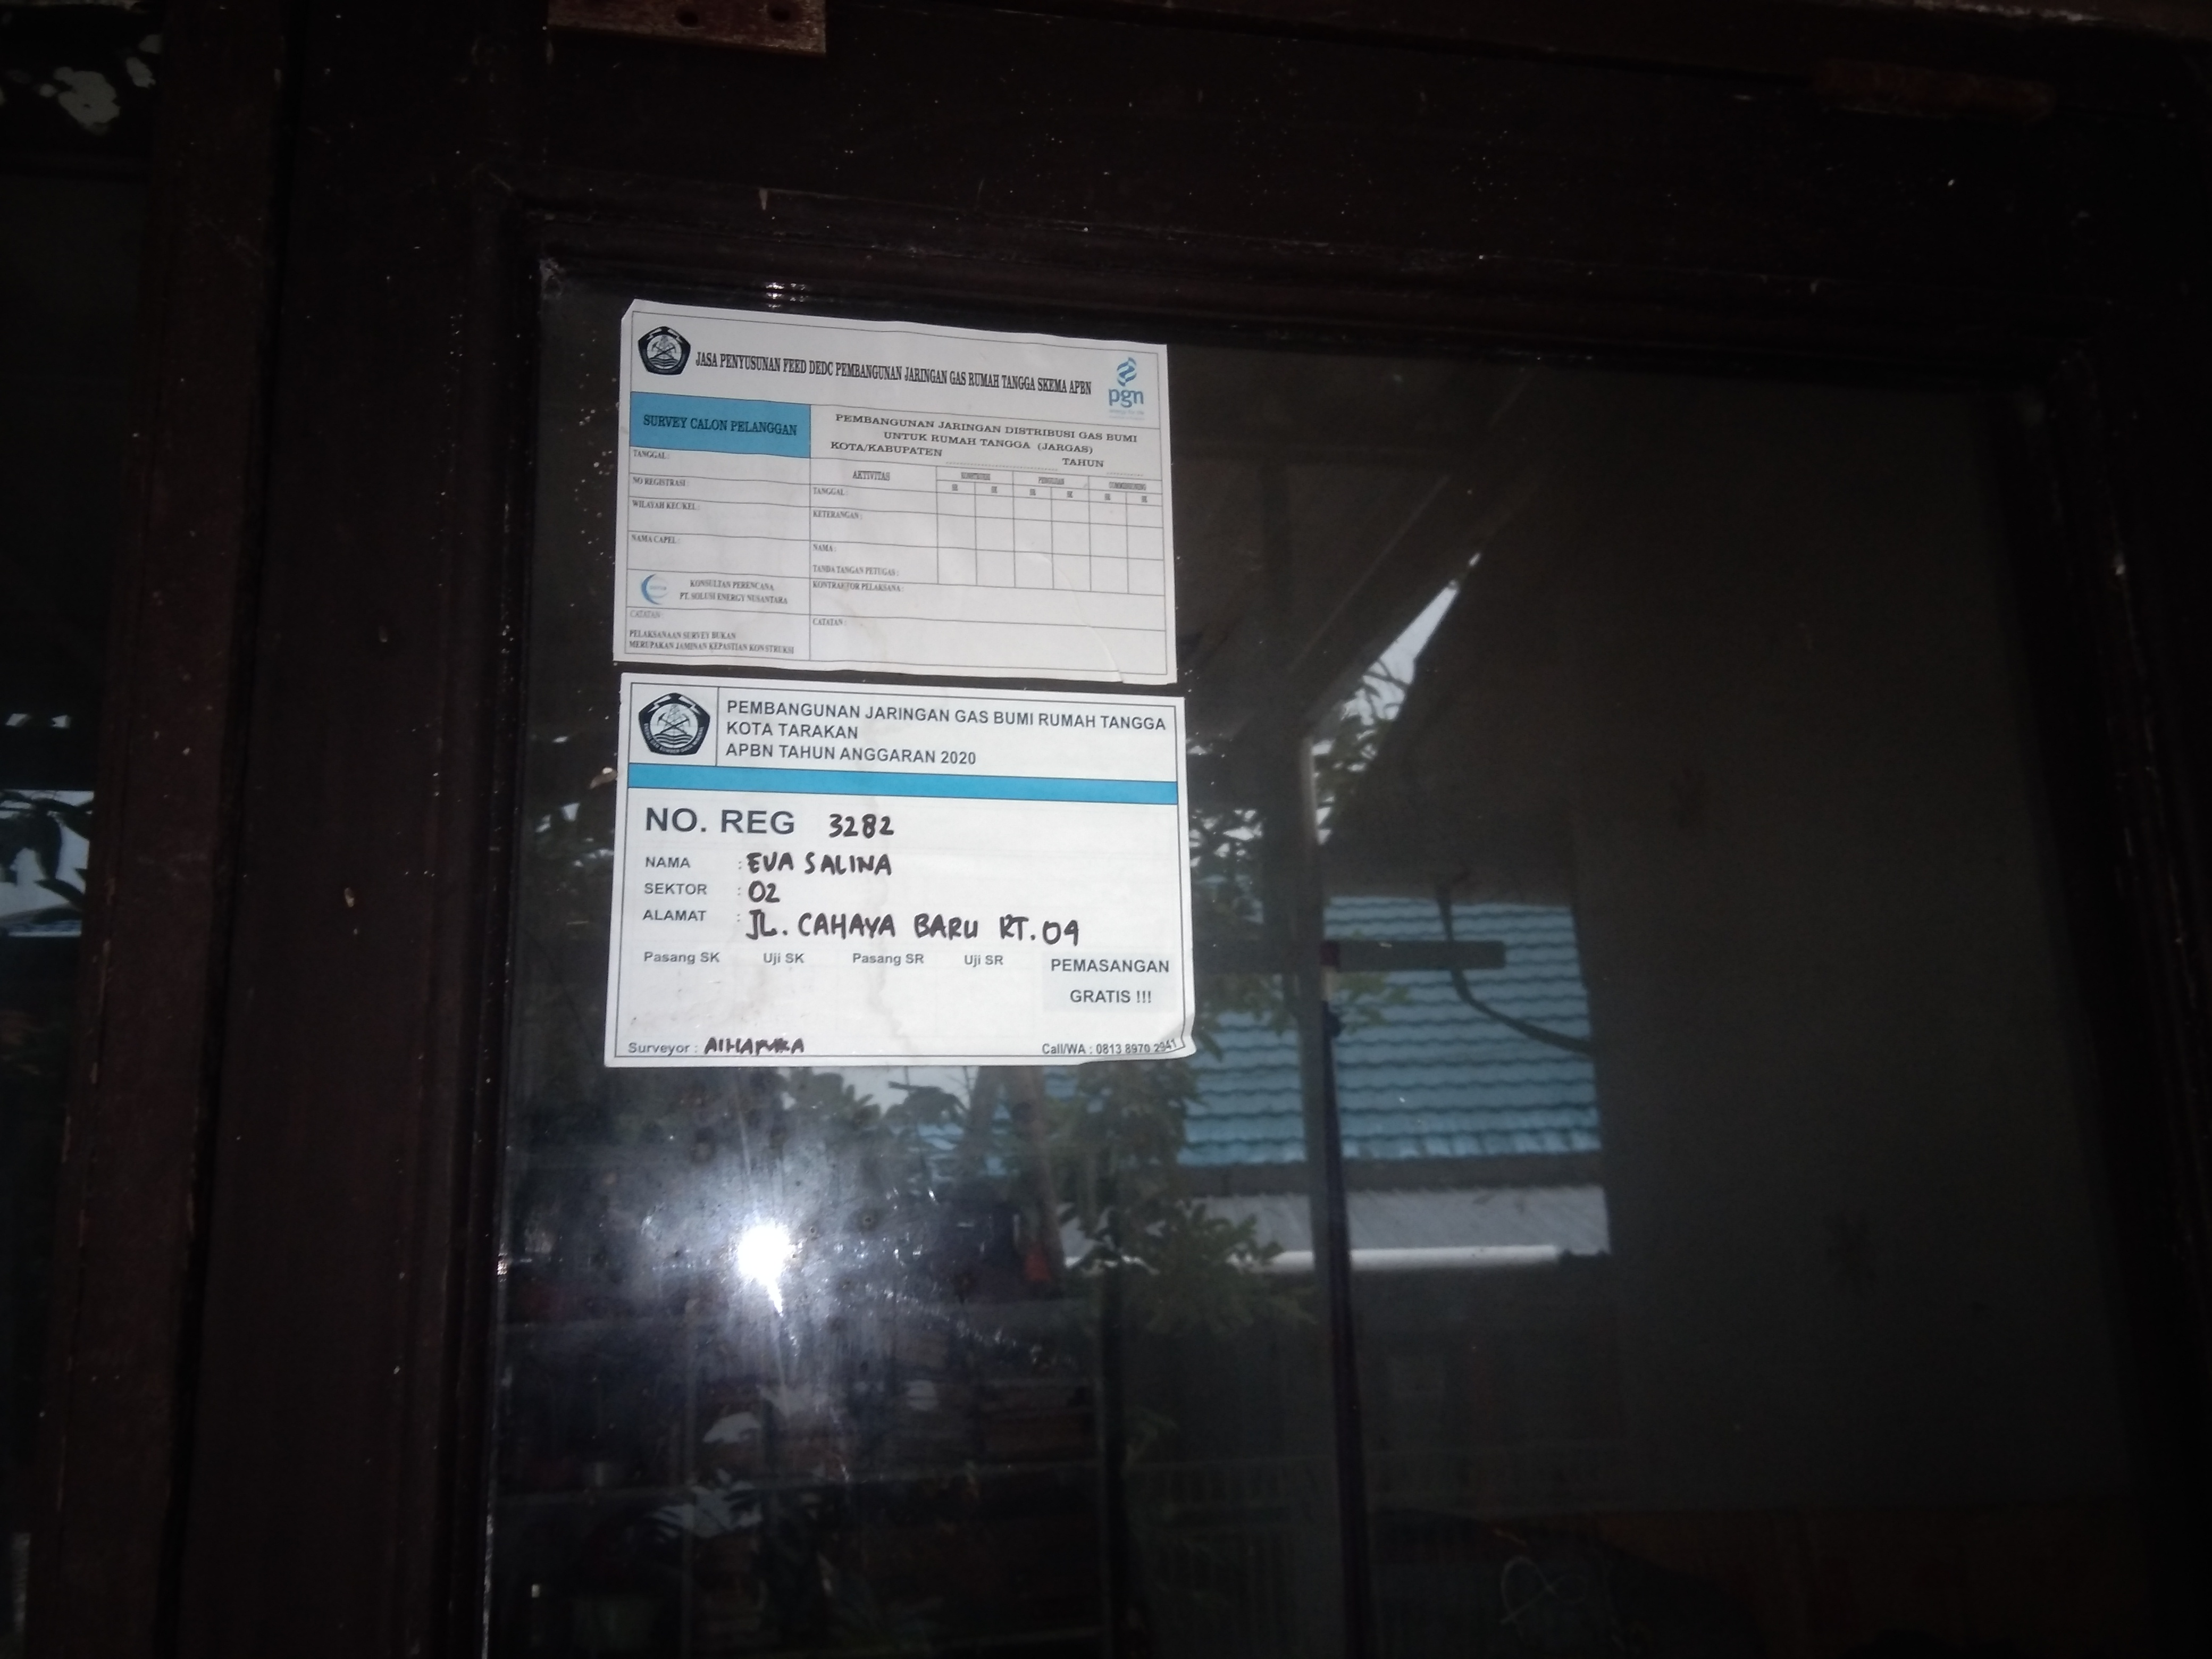 JASA PENYUSUNAN FEED DEDC PEMBANGUNAN JARINGAN GAS RUMAH TANGGA SKEMA APBN
pgn
SURVEY CALON PELANGGAN
PEMBANGUNAN JARINGAN DISTRIBUSI GAS BUMI
UNTUK RUMAH TANGGA (JARGAS)
KOTA/KABUPATEN TAHUN
TANGGAL :
NO REGISTRASI :
WILAYAH KEC/KEL :
NAMA CAPEL :
AKTIVITAS
TANGGAL :
KETERANGAN :
NAMA :
TANDA TANGAN PETUGAS :
KONSULTAN PERENCANA
PT. SOLUSI ENERGY NUSANTARA
KONTRAKTOR PELAKSANA :
CATATAN :
PELAKSANAAN SURVEY BUKAN
MERUPAKAN JAMINAN KEPASTIAN KONSTRUKSI
CATATAN :
PEMBANGUNAN JARINGAN GAS BUMI RUMAH TANGGA
KOTA TARAKAN
APBN TAHUN ANGGARAN 2020
NO. REG 3282
NAMA : EVA SALINA
SEKTOR : 02
ALAMAT : JL. CAHAYA BARU RT. 04
Pasang SK Uji SK Pasang SR Uji SR
PEMASANGAN
GRATIS !!!
Surveyor :
Call/WA : 0813 8970 2941